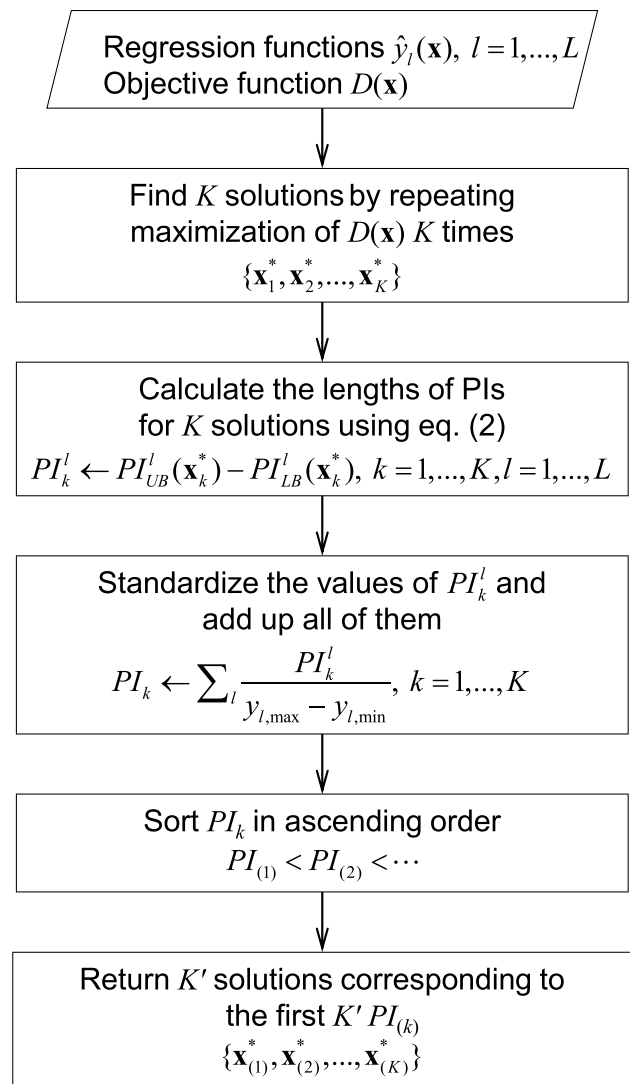 Regression functions ŷ_l(𝐱), l = 1,...,L
Objective function D(𝐱)
Find K solutions by repeating
maximization of D(𝐱) K times
{𝐱*_1, 𝐱*_2,..., 𝐱*_K}
Calculate the lengths of PIs
for K solutions using eq. (2)
PI^l_k ← PI^l_UB(𝐱*_k) − PI^l_LB(𝐱*_k), k = 1,..., K, l = 1,..., L
Standardize the values of PI^l_k and
add up all of them
PI_k ← ∑_l PI^l_k / (y_l,max − y_l,min), k = 1,..., K
Sort PI_k in ascending order
PI_(1) < PI_(2) < ⋯
Return K′ solutions corresponding to
the first K′ PI_(k)
{𝐱*_(1), 𝐱*_(2),..., 𝐱*_(K)}